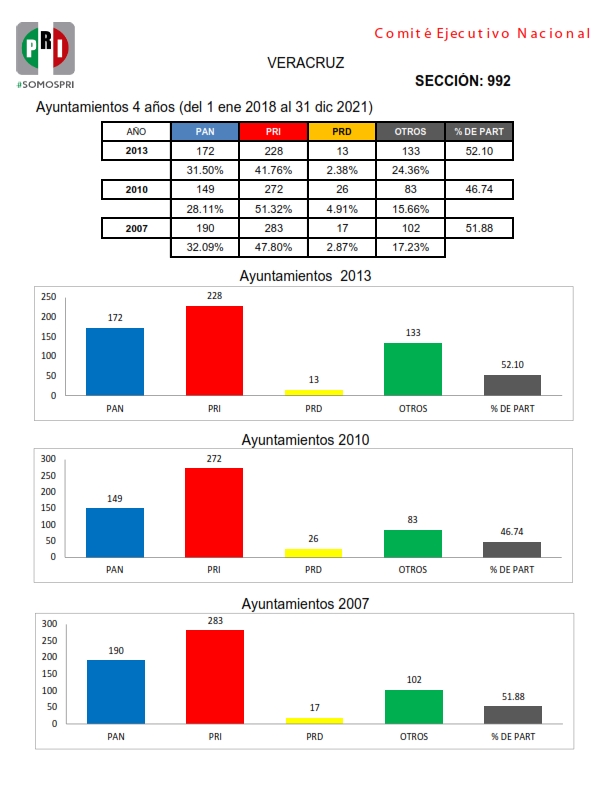 PRI
#SOMOSPRI
Comité Ejecutivo Nacional
VERACRUZ
SECCIÓN: 992
Ayuntamientos 4 años (del 1 ene 2018 al 31 dic 2021)
AÑO PAN PRI PRD OTROS % DE PART
2013 172 228 13 133 52.10
31.50% 41.76% 2.38% 24.36%
2010 149 272 26 83 46.74
28.11% 51.32% 4.91% 15.66%
2007 190 283 17 102 51.88
32.09% 47.80% 2.87% 17.23%
Ayuntamientos 2013
250
200
150
100
50
0
172 228 13 133 52.10
PAN PRI PRD OTROS % DE PART
Ayuntamientos 2010
300
250
200
150
100
50
0
149 272 26 83 46.74
PAN PRI PRD OTROS % DE PART
Ayuntamientos 2007
300
250
200
150
100
50
0
190 283 17 102 51.88
PAN PRI PRD OTROS % DE PART